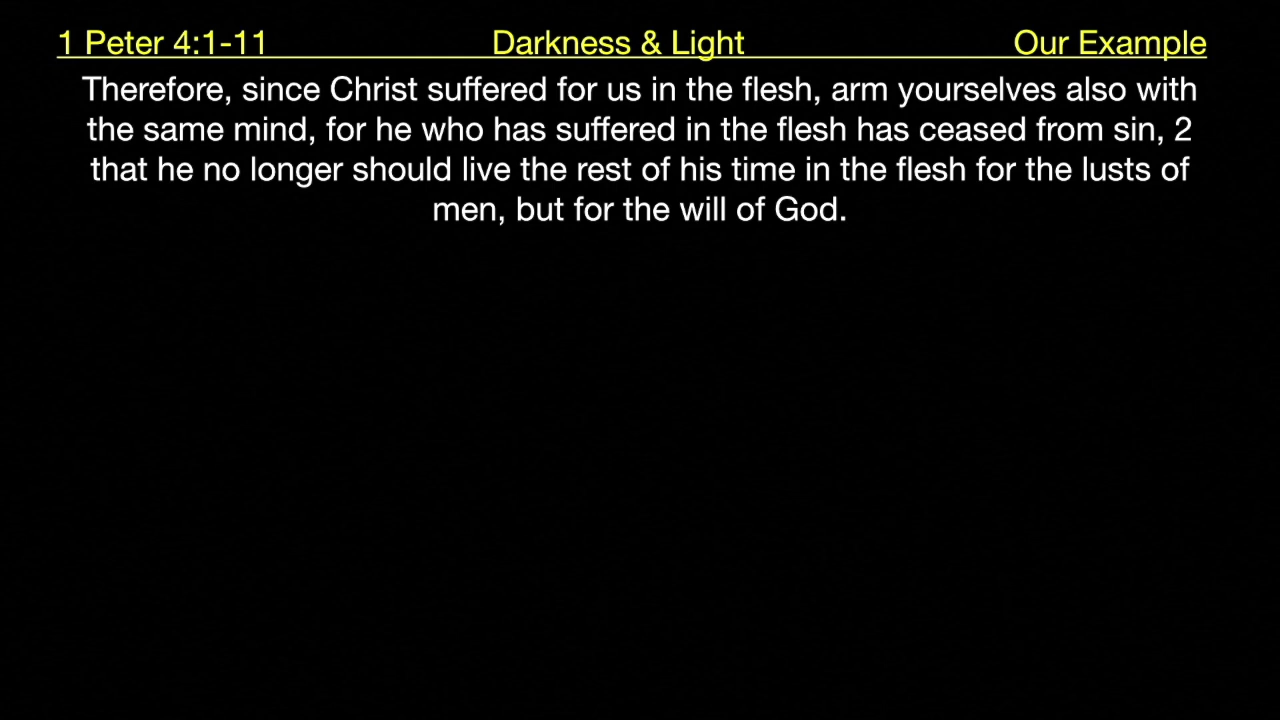 1 Peter 4:1-11 Darkness & Light Our Example
Therefore, since Christ suffered for us in the flesh, arm yourselves also with
the same mind, for he who has suffered in the flesh has ceased from sin, 2
that he no longer should live the rest of his time in the flesh for the lusts of
men, but for the will of God.